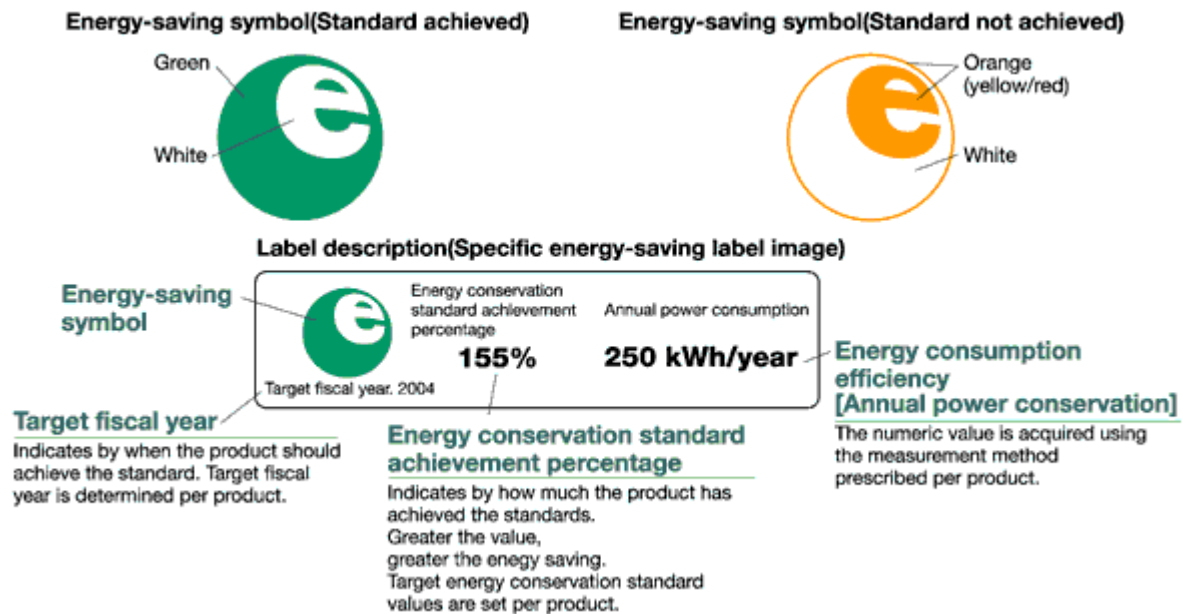 Energy-saving symbol(Standard achieved)
Green
White
e
Energy-saving symbol(Standard not achieved)
Orange
(yellow/red)
White
e
Label description(Specific energy-saving label image)
Energy-saving
symbol
e
Energy conservation
standard achievement
percentage
155%
Annual power consumption
250 kWh/year
Target fiscal year. 2004
Target fiscal year
Indicates by when the product should
achieve the standard. Target fiscal
year is determined per product.
Energy conservation standard
achievement percentage
Indicates by how much the product has
achieved the standards.
Greater the value,
greater the enegy saving.
Target energy conservation standard
values are set per product.
Energy consumption
efficiency
[Annual power conservation]
The numeric value is acquired using
the measurement method
prescribed per product.